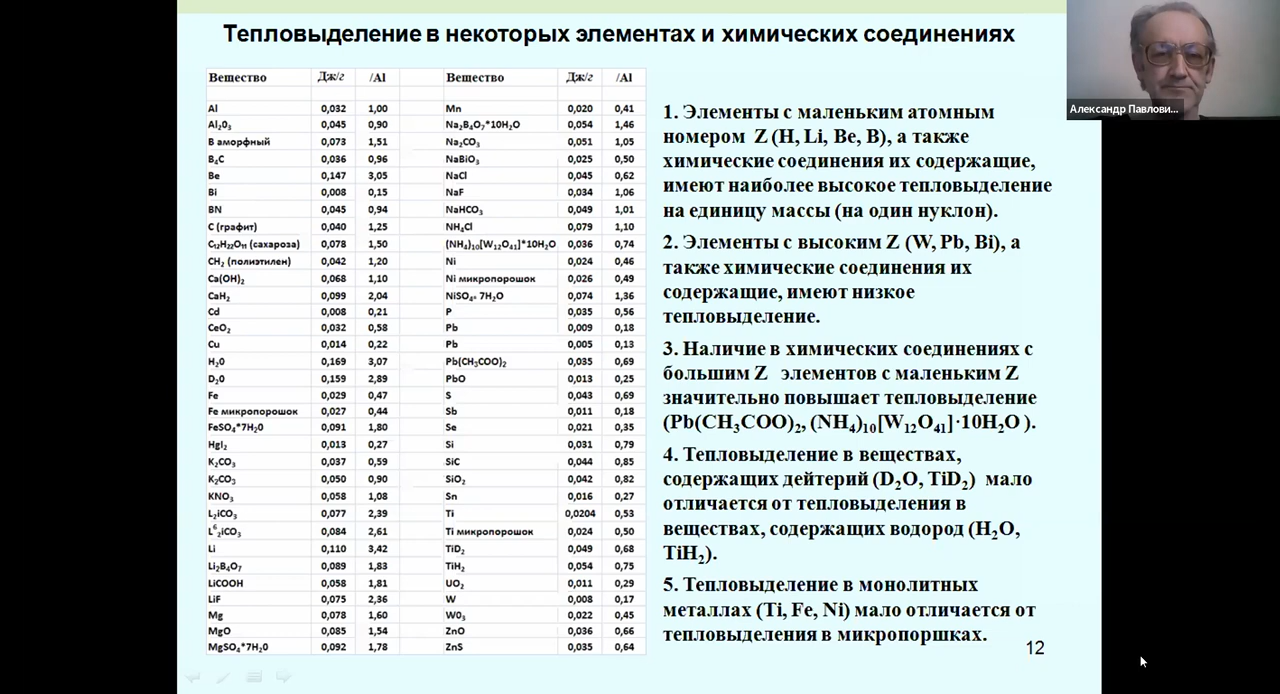 Тепловыделение в некоторых элементах и химических соединениях
Александр Павлови...
Вещество Дж/г /Al Вещество Дж/г /Al
Al 0,032 1,00 Mn 0,020 0,41
Al₂0₃ 0,045 0,90 Na₂B₄O₇*10H₂O 0,054 1,46
B аморфный 0,073 1,51 Na₂CO₃ 0,051 1,05
B₄C 0,036 0,96 NaBiO₃ 0,025 0,50
Be 0,147 3,05 NaCl 0,045 0,62
Bi 0,008 0,15 NaF 0,034 1,06
BN 0,045 0,94 NaHCO₃ 0,049 1,01
C (графит) 0,040 1,25 NH₄Cl 0,079 1,10
C₁₂H₂₂O₁₁ (сахароза) 0,078 1,50 (NH₄)₁₀[W₁₂O₄₁]*10H₂O 0,036 0,74
CH₂ (полиэтилен) 0,042 1,20 Ni 0,024 0,46
Ca(OH)₂ 0,068 1,10 Ni микропорошок 0,026 0,49
CaH₂ 0,099 2,04 NiSO₄* 7H₂O 0,074 1,36
Cd 0,008 0,21 P 0,035 0,56
CeO₂ 0,032 0,58 Pb 0,009 0,18
Cu 0,014 0,22 Pb 0,005 0,13
H₂0 0,169 3,07 Pb(CH₃COO)₂ 0,035 0,69
D₂0 0,159 2,89 PbO 0,013 0,25
Fe 0,029 0,47 S 0,043 0,69
Fe микропорошок 0,027 0,44 Sb 0,011 0,18
FeSO₄*7H₂0 0,091 1,80 Se 0,021 0,35
HgI₂ 0,013 0,27 Si 0,031 0,79
K₂CO₃ 0,037 0,59 SiC 0,044 0,85
K₂CO₃ 0,050 0,90 SiO₂ 0,042 0,82
KNO₃ 0,058 1,08 Sn 0,016 0,27
L₂iCO₃ 0,077 2,39 Ti 0,0204 0,53
L⁶₂iCO₃ 0,084 2,61 Ti микропорошок 0,024 0,50
Li 0,110 3,42 TiD₂ 0,049 0,68
Li₂B₄O₇ 0,089 1,83 TiH₂ 0,054 0,75
LiCOOH 0,058 1,81 UO₂ 0,011 0,29
LiF 0,075 2,36 W 0,008 0,17
Mg 0,078 1,60 W0₃ 0,022 0,45
MgO 0,085 1,54 ZnO 0,036 0,66
MgSO₄*7H₂0 0,092 1,78 ZnS 0,035 0,64
1. Элементы с маленьким атомным
номером Z (H, Li, Be, B), а также
химические соединения их содержащие,
имеют наиболее высокое тепловыделение
на единицу массы (на один нуклон).
2. Элементы с высоким Z (W, Pb, Bi), а
также химические соединения их
содержащие, имеют низкое
тепловыделение.
3. Наличие в химических соединениях с
большим Z элементов с маленьким Z
значительно повышает тепловыделение
(Pb(CH₃COO)₂, (NH₄)₁₀[W₁₂O₄₁]·10H₂O ).
4. Тепловыделение в веществах,
содержащих дейтерий (D₂O, TiD₂) мало
отличается от тепловыделения в
веществах, содержащих водород (H₂O,
TiH₂).
5. Тепловыделение в монолитных
металлах (Ti, Fe, Ni) мало отличается от
тепловыделения в микропоршках.
12